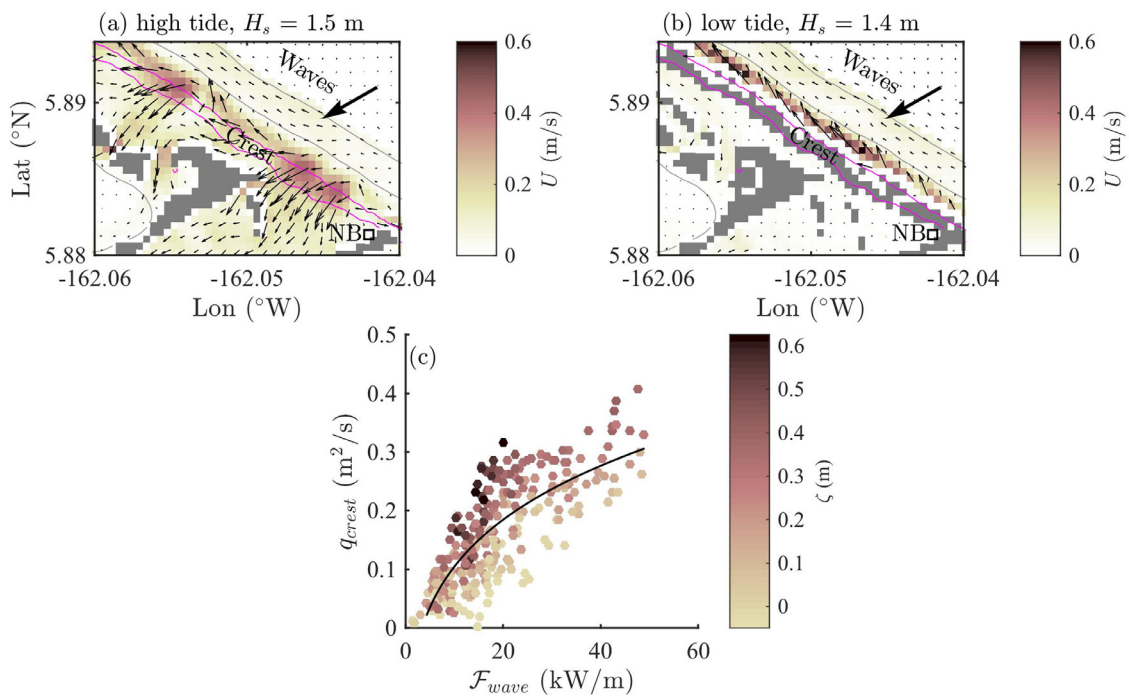 (a) high tide, $H_s$ = 1.5 m
Waves
Crest
NB
5.89
5.88
Lat (°N)
-162.06
-162.05
-162.04
Lon (°W)
0.6
0.4
0.2
0
U (m/s)
(b) low tide, $H_s$ = 1.4 m
Waves
Crest
NB
5.89
5.88
-162.06
-162.05
-162.04
Lon (°W)
0.6
0.4
0.2
0
U (m/s)
(c)
0.5
0.4
0.3
0.2
0.1
0
$q_{crest}$ (m²/s)
0
20
40
60
$\mathcal{F}_{wave}$ (kW/m)
0.6
0.5
0.4
0.3
0.2
0.1
0
ζ (m)